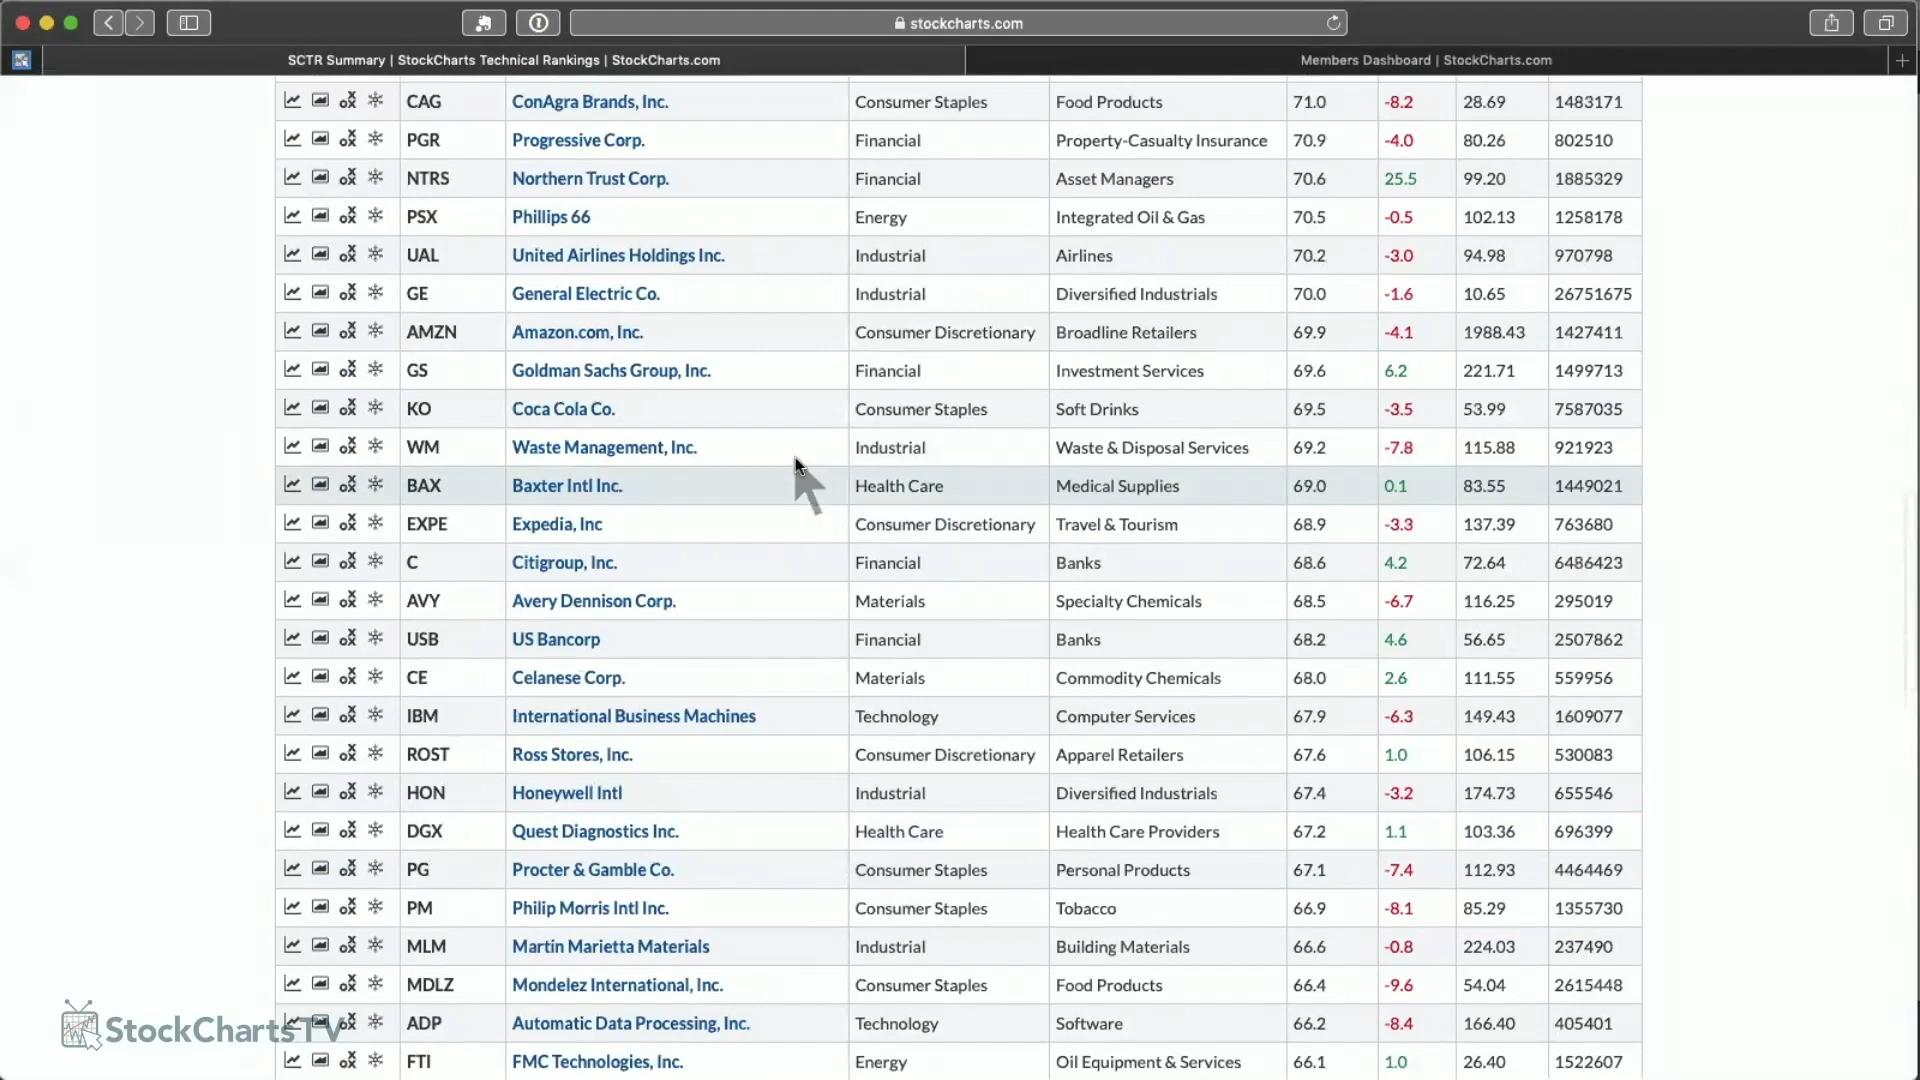 stockcharts.com
SCTR Summary | StockCharts Technical Rankings | StockCharts.com
Members Dashboard | StockCharts.com
CAG ConAgra Brands, Inc. Consumer Staples Food Products 71.0 -8.2 28.69 1483171
PGR Progressive Corp. Financial Property-Casualty Insurance 70.9 -4.0 80.26 802510
NTRS Northern Trust Corp. Financial Asset Managers 70.6 25.5 99.20 1885329
PSX Phillips 66 Energy Integrated Oil & Gas 70.5 -0.5 102.13 1258178
UAL United Airlines Holdings Inc. Industrial Airlines 70.2 -3.0 94.98 970798
GE General Electric Co. Industrial Diversified Industrials 70.0 -1.6 10.65 26751675
AMZN Amazon.com, Inc. Consumer Discretionary Broadline Retailers 69.9 -4.1 1988.43 1427411
GS Goldman Sachs Group, Inc. Financial Investment Services 69.6 6.2 221.71 1499713
KO Coca Cola Co. Consumer Staples Soft Drinks 69.5 -3.5 53.99 7587035
WM Waste Management, Inc. Industrial Waste & Disposal Services 69.2 -7.8 115.88 921923
BAX Baxter Intl Inc. Health Care Medical Supplies 69.0 0.1 83.55 1449021
EXPE Expedia, Inc Consumer Discretionary Travel & Tourism 68.9 -3.3 137.39 763680
C Citigroup, Inc. Financial Banks 68.6 4.2 72.64 6486423
AVY Avery Dennison Corp. Materials Specialty Chemicals 68.5 -6.7 116.25 295019
USB US Bancorp Financial Banks 68.2 4.6 56.65 2507862
CE Celanese Corp. Materials Commodity Chemicals 68.0 2.6 111.55 559956
IBM International Business Machines Technology Computer Services 67.9 -6.3 149.43 1609077
ROST Ross Stores, Inc. Consumer Discretionary Apparel Retailers 67.6 1.0 106.15 530083
HON Honeywell Intl Industrial Diversified Industrials 67.4 -3.2 174.73 655546
DGX Quest Diagnostics Inc. Health Care Health Care Providers 67.2 1.1 103.36 696399
PG Procter & Gamble Co. Consumer Staples Personal Products 67.1 -7.4 112.93 4464469
PM Philip Morris Intl Inc. Consumer Staples Tobacco 66.9 -8.1 85.29 1355730
MLM Martin Marietta Materials Industrial Building Materials 66.6 -0.8 224.03 237490
MDLZ Mondelez International, Inc. Consumer Staples Food Products 66.4 -9.6 54.04 2615448
ADP Automatic Data Processing, Inc. Technology Software 66.2 -8.4 166.40 405401
StockChartsTV
FTI FMC Technologies, Inc. Energy Oil Equipment & Services 66.1 1.0 26.40 1522607